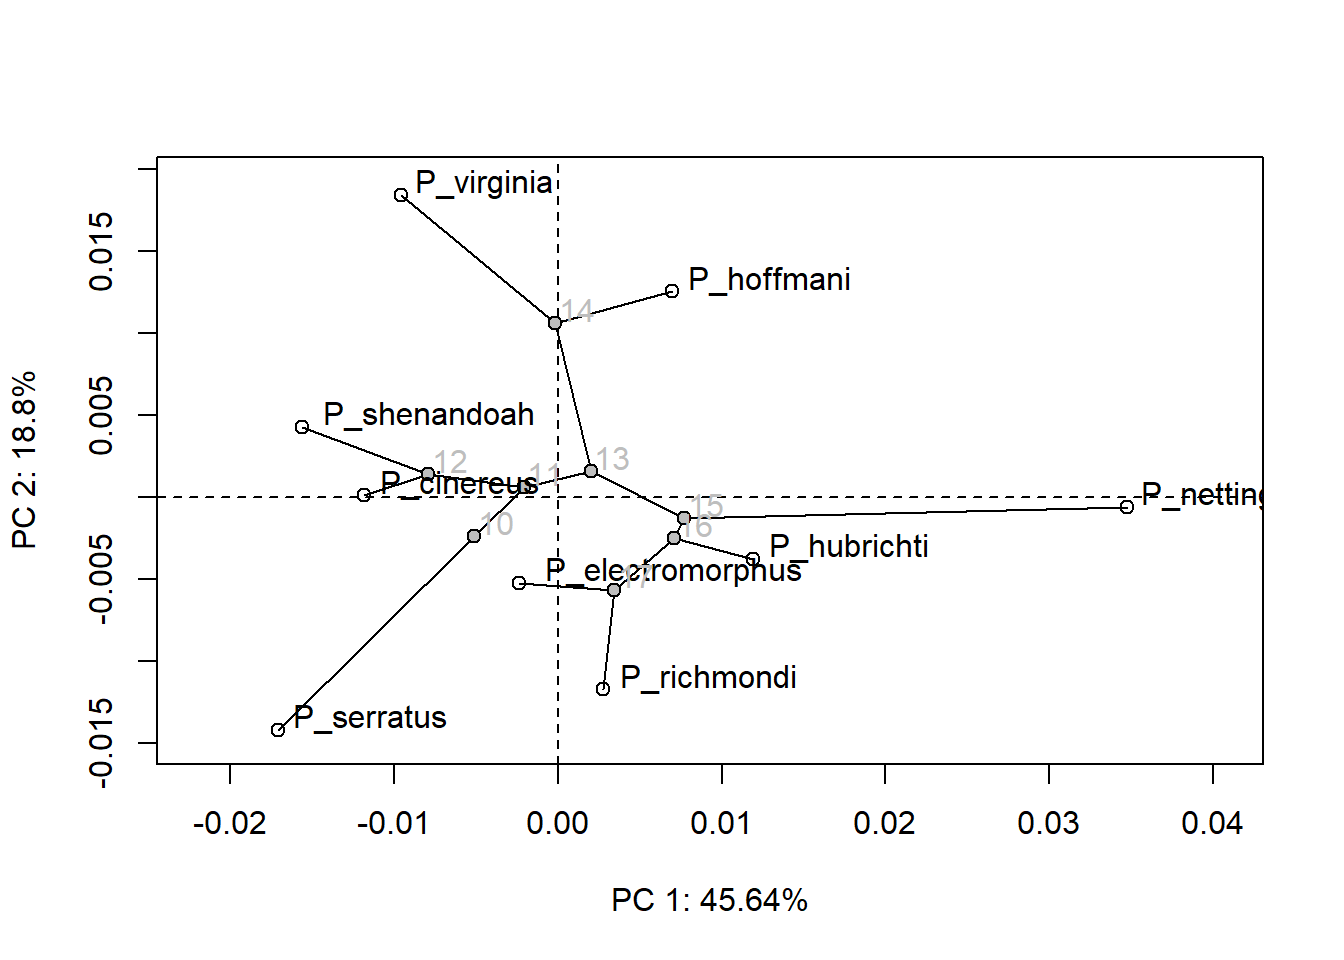 P_virginia
P_hoffmani
14
P_shenandoah
12
13
P_cinereus
11
P_netting
15
10
16
P_hubrichti
P_electromorphus
17
P_richmondi
P_serratus
0.015
0.005
-0.005
-0.015
PC 2: 18.8%
-0.02 -0.01 0.00 0.01 0.02 0.03 0.04
PC 1: 45.64%